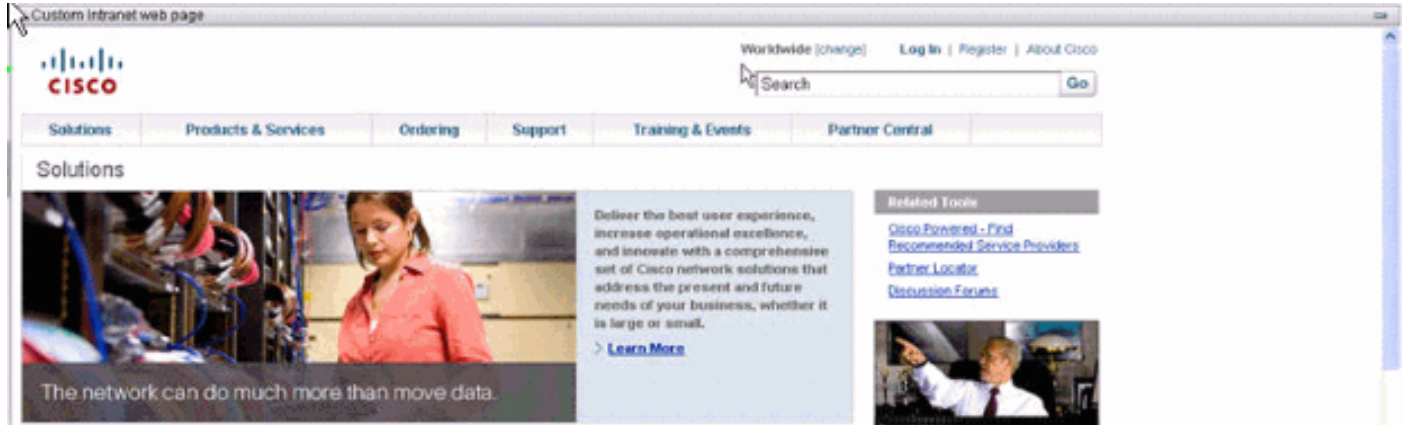 Custom Intranet web page
Worldwide [change] Log In | Register | About Cisco
CISCO
Search Go
Solutions Products & Services Ordering Support Training & Events Partner Central
Solutions
Deliver the best user experience,
increase operational excellence,
and innovate with a comprehensive
set of Cisco network solutions that
address the present and future
needs of your business, whether it
is large or small.
> Learn More
The network can do much more than move data.
Related Tools
Cisco Powered - Find
Recommended Service Providers
Partner Locator
Discussion Forums